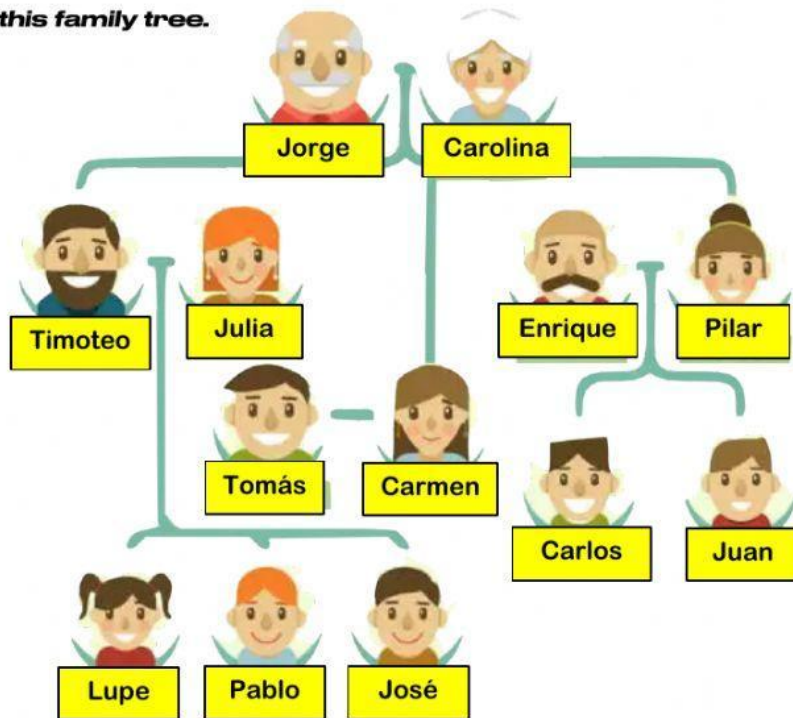 this family tree.
Jorge
Carolina
Timoteo
Julia
Enrique
Pilar
Tomás
Carmen
Carlos
Juan
Lupe
Pablo
José